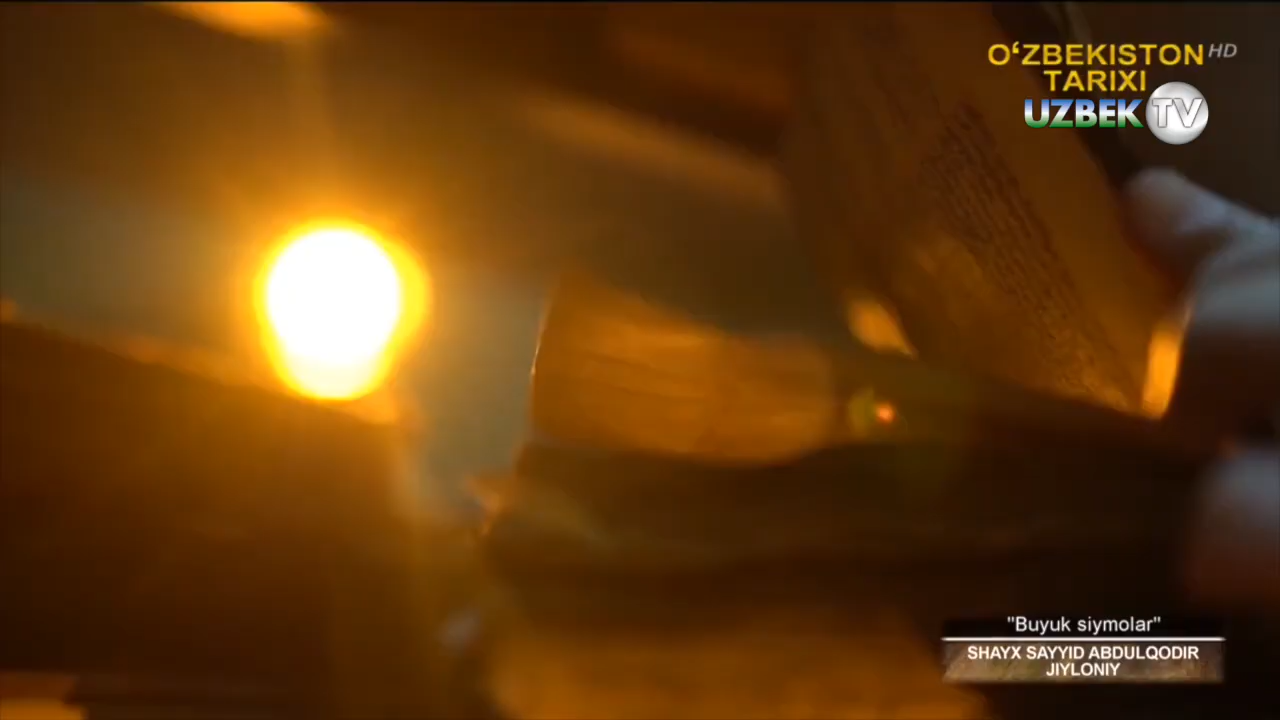 O‘ZBEKISTON HD
TARIXI
UZBEK TV
"Buyuk siymolar"
SHAYX SAYYID ABDULQODIR
JIYLONIY